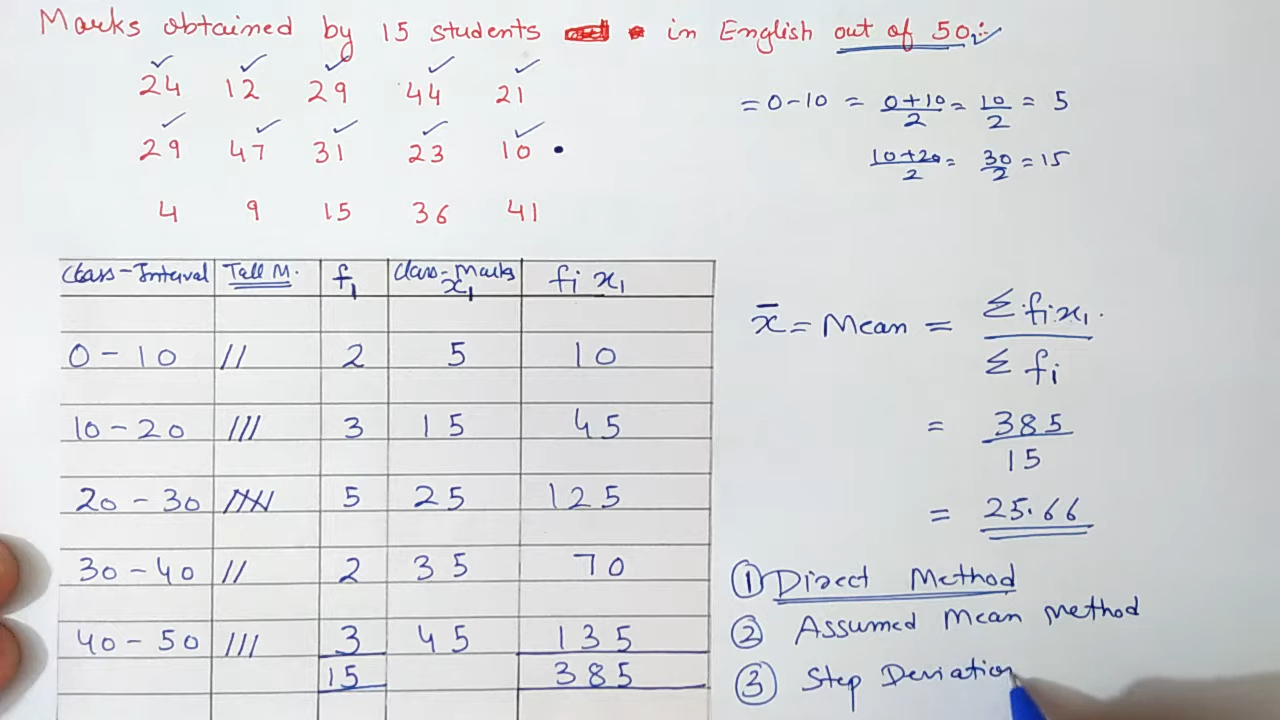 Marks obtained by 15 students in English out of 50:-
24 12 29 44 21
29 47 31 23 10
4 9 15 36 41
= 0-10 = 0+10/2 = 10/2 = 5
10+20/2 = 30/2 = 15
Class-Interval Tall M. f₁ Class-Marks x₁ fi x₁
0-10 // 2 5 10
10-20 /// 3 15 45
20-30 //// 5 25 125
30-40 // 2 35 70
40-50 /// 3 45 135
15 385
x̄ = Mean = Σ fix₁. / Σ fi
= 385/15
= 25.66
① Direct Method
② Assumed Mean method
③ Step Deviation